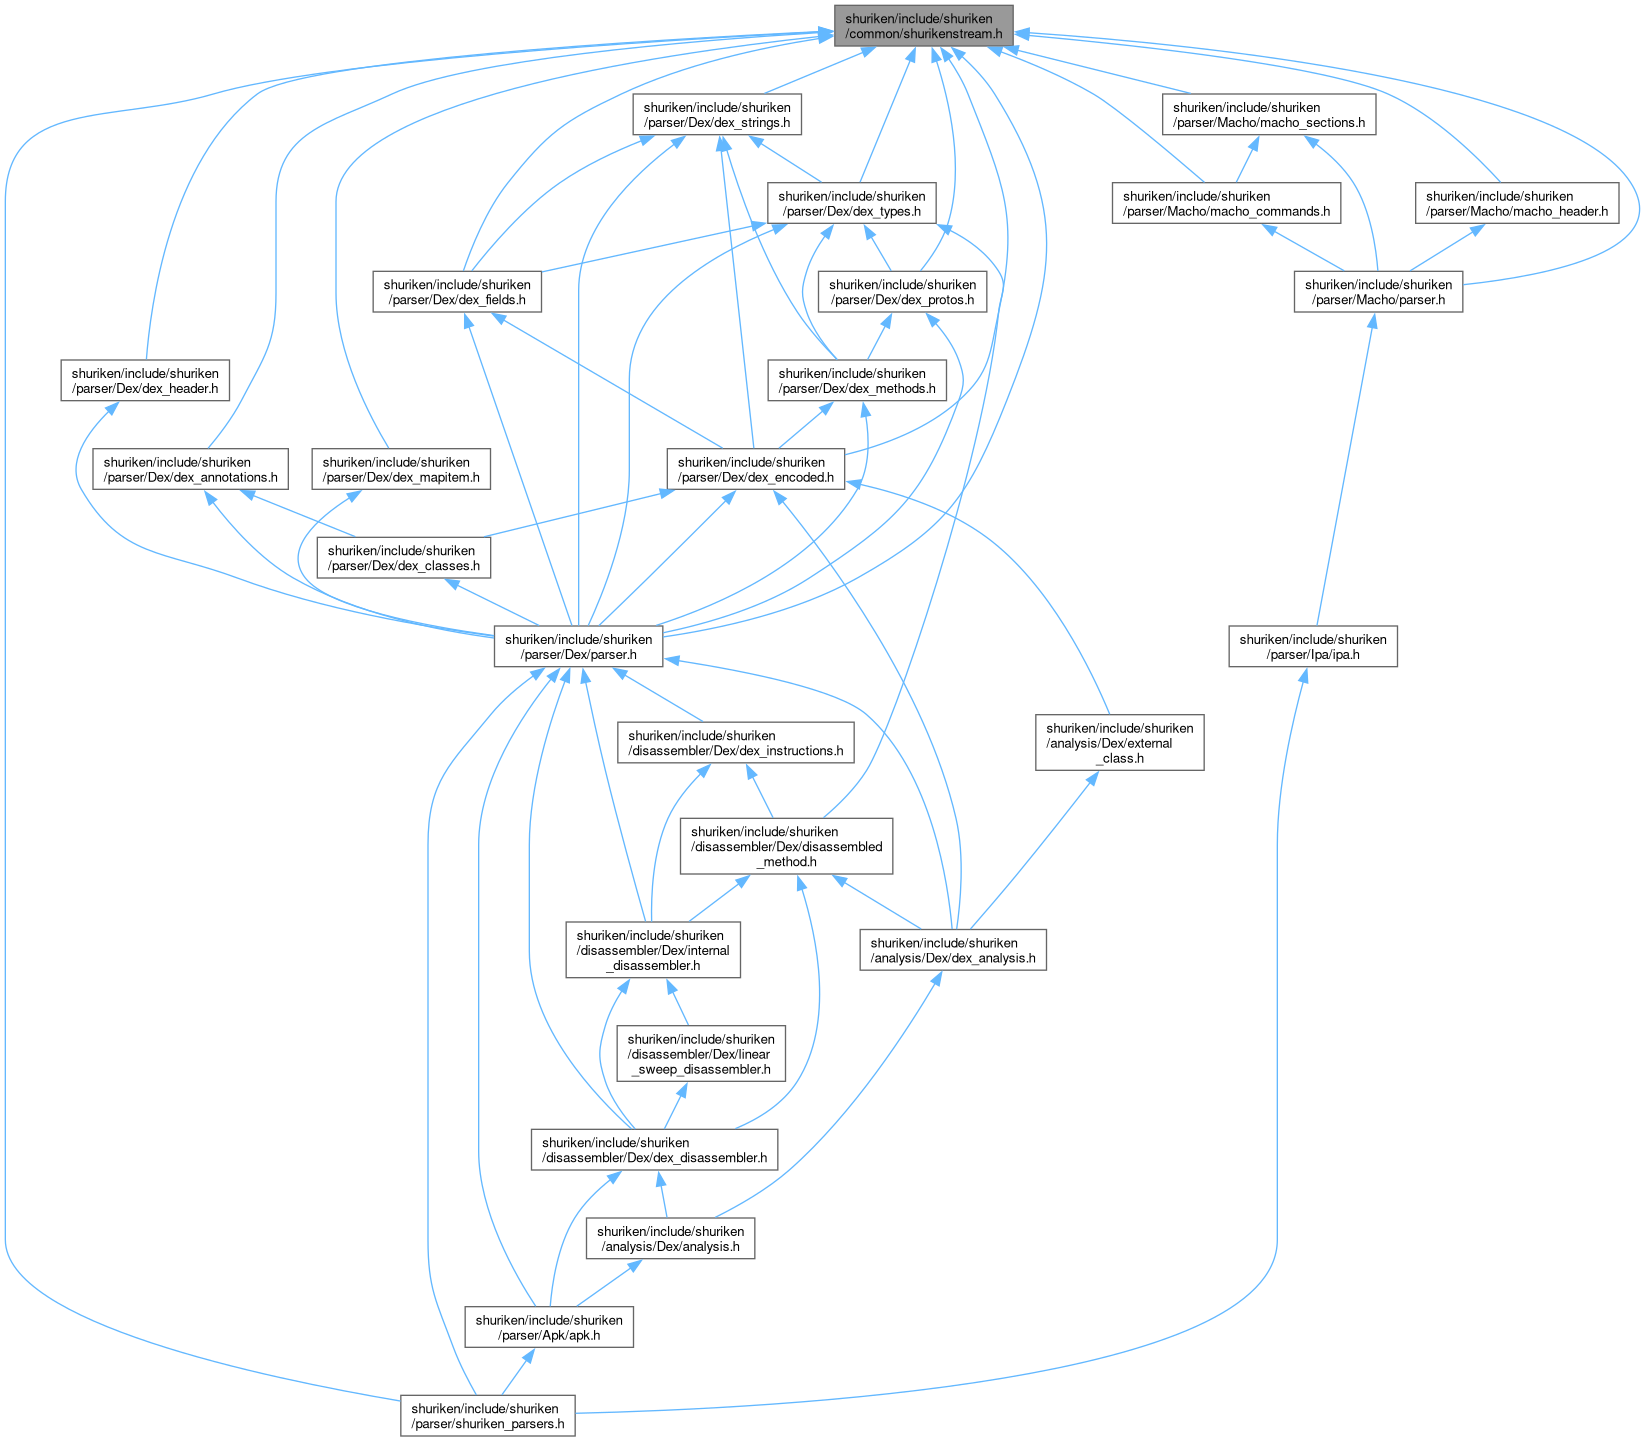 shuriken/include/shuriken
/common/shurikenstream.h
shuriken/include/shuriken
/parser/Dex/dex_strings.h
shuriken/include/shuriken
/parser/Macho/macho_sections.h
shuriken/include/shuriken
/parser/Dex/dex_types.h
shuriken/include/shuriken
/parser/Macho/macho_commands.h
shuriken/include/shuriken
/parser/Macho/macho_header.h
shuriken/include/shuriken
/parser/Dex/dex_fields.h
shuriken/include/shuriken
/parser/Dex/dex_protos.h
shuriken/include/shuriken
/parser/Macho/parser.h
shuriken/include/shuriken
/parser/Dex/dex_header.h
shuriken/include/shuriken
/parser/Dex/dex_methods.h
shuriken/include/shuriken
/parser/Dex/dex_annotations.h
shuriken/include/shuriken
/parser/Dex/dex_mapitem.h
shuriken/include/shuriken
/parser/Dex/dex_encoded.h
shuriken/include/shuriken
/parser/Dex/dex_classes.h
shuriken/include/shuriken
/parser/Dex/parser.h
shuriken/include/shuriken
/parser/Ipa/ipa.h
shuriken/include/shuriken
/disassembler/Dex/dex_instructions.h
shuriken/include/shuriken
/analysis/Dex/external
_class.h
shuriken/include/shuriken
/disassembler/Dex/disassembled
_method.h
shuriken/include/shuriken
/disassembler/Dex/internal
_disassembler.h
shuriken/include/shuriken
/analysis/Dex/dex_analysis.h
shuriken/include/shuriken
/disassembler/Dex/linear
_sweep_disassembler.h
shuriken/include/shuriken
/disassembler/Dex/dex_disassembler.h
shuriken/include/shuriken
/analysis/Dex/analysis.h
shuriken/include/shuriken
/parser/Apk/apk.h
shuriken/include/shuriken
/parser/shuriken_parsers.h